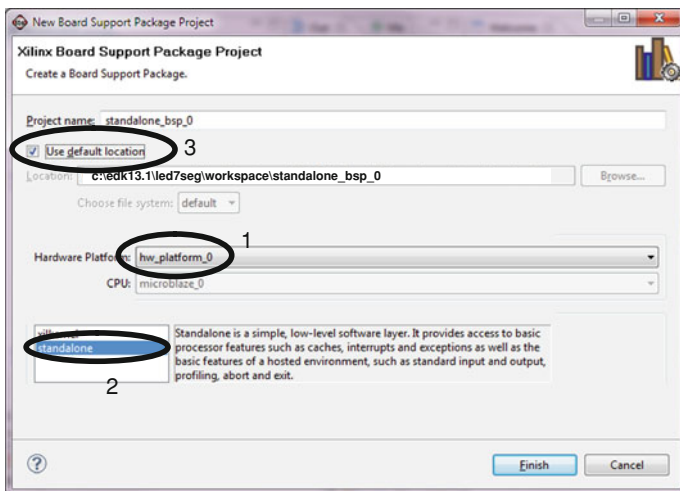 New Board Support Package Project
Xilinx Board Support Package Project
Create a Board Support Package.
Project name: standalone_bsp_0
Use default location
3
Location: c:\edk13.1\led7seg\workspace\standalone_bsp_0 Browse...
Choose file system: default
1
Hardware Platform: hw_platform_0
CPU: microblaze_0
standalone
2
Standalone is a simple, low-level software layer. It provides access to basic
processor features such as caches, interrupts and exceptions as well as the
basic features of a hosted environment, such as standard input and output,
profiling, abort and exit.
Finish Cancel